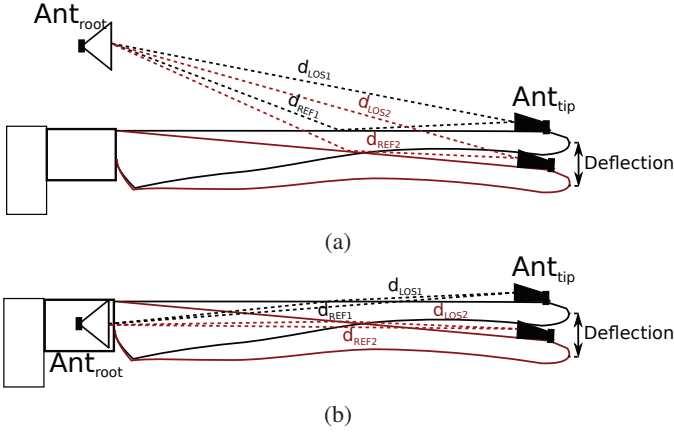 Ant_root
d_LOS1
d_REF1
d_LOS2
Ant_tip
d_REF2
Deflection
(a)
Ant_tip
d_LOS1
d_REF1
d_LOS2
Deflection
d_REF2
Ant_root
(b)